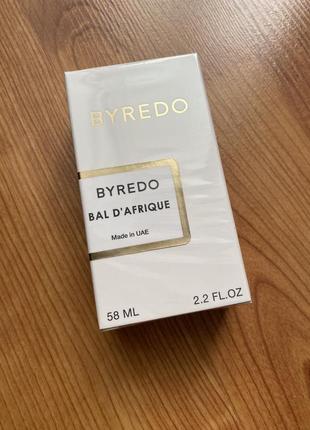 BYREDO
BYREDO
BAL D'AFRIQUE
Made in UAE
58 ML
2.2 FL.OZ